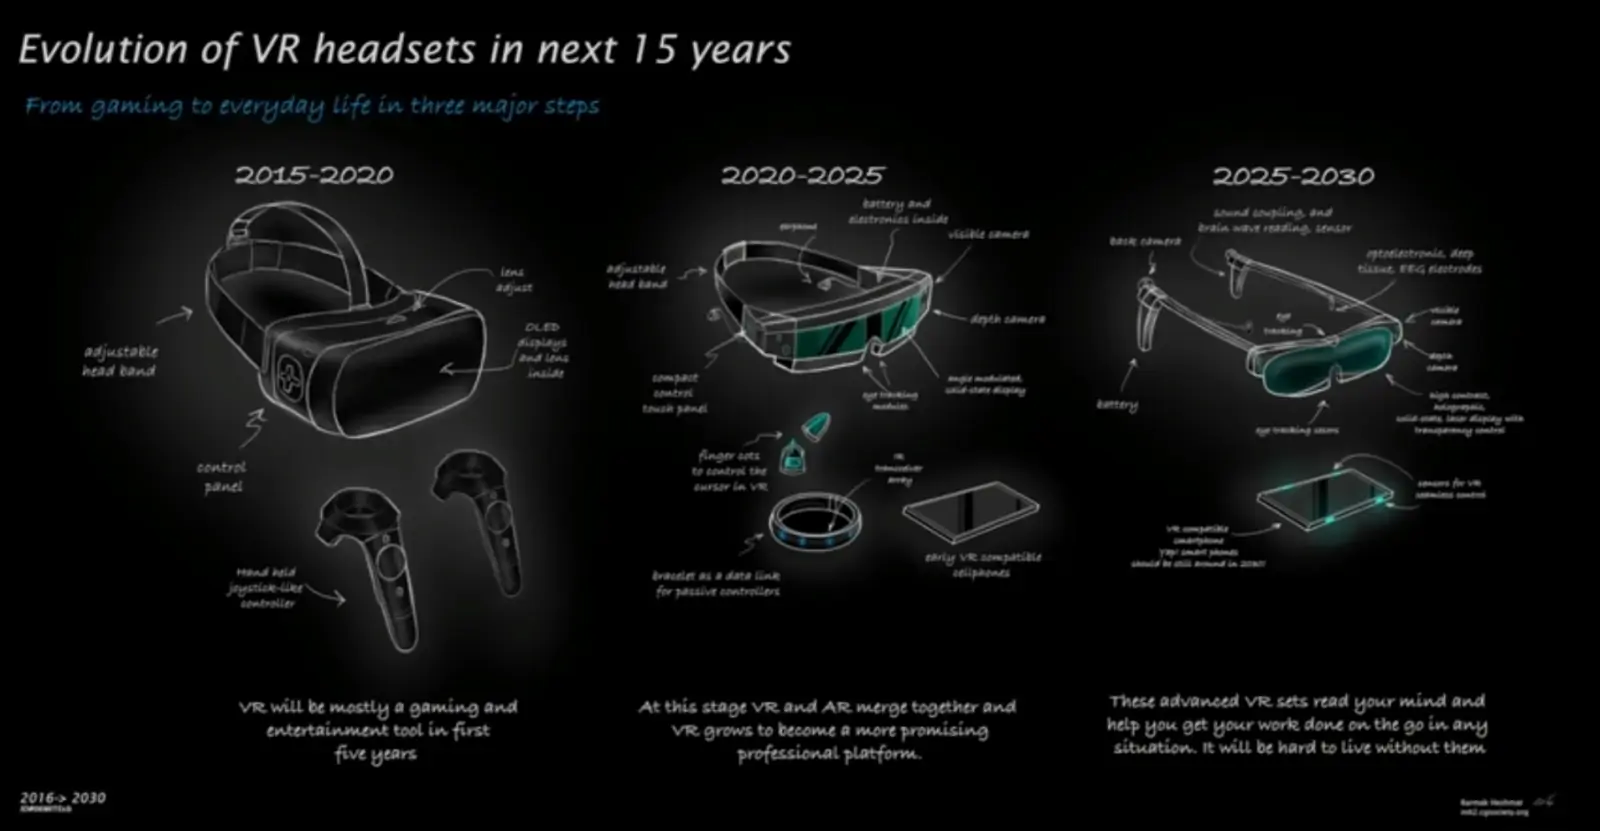 Evolution of VR headsets in next 15 years
From gaming to everyday life in three major steps
2015-2020
lens
adjust
OLED
displays
and lens
inside
adjustable
head band
control
panel
Hand held
joystick-like
controller
VR will be mostly a gaming and
entertainment tool in first
five years
2020-2025
battery and
electronics inside
earphone
visible camera
adjustable
head band
depth camera
compact
control
touch panel
eye tracking
modules
angle modulated,
solid-state display
finger cots
to control the
cursor in VR
IR
transceiver
array
bracelet as a data link
for passive controllers
early VR compatible
cellphones
At this stage VR and AR merge together and
VR grows to become a more promising
professional platform.
2025-2030
sound coupling, and
brain wave reading, sensor
back camera
optoelectronic, deep
tissue, EEG electrodes
eye
tracking
visible
camera
depth
camera
battery
high contrast,
holographic,
solid-state, laser display with
transparency control
eye tracking
sensors for VR
seamless control
VR compatible
smartphone
Yap! smart phones
should be still around in 2030!
These advanced VR sets read your mind and
help you get your work done on the go in any
situation. It will be hard to live without them
2016-> 2030